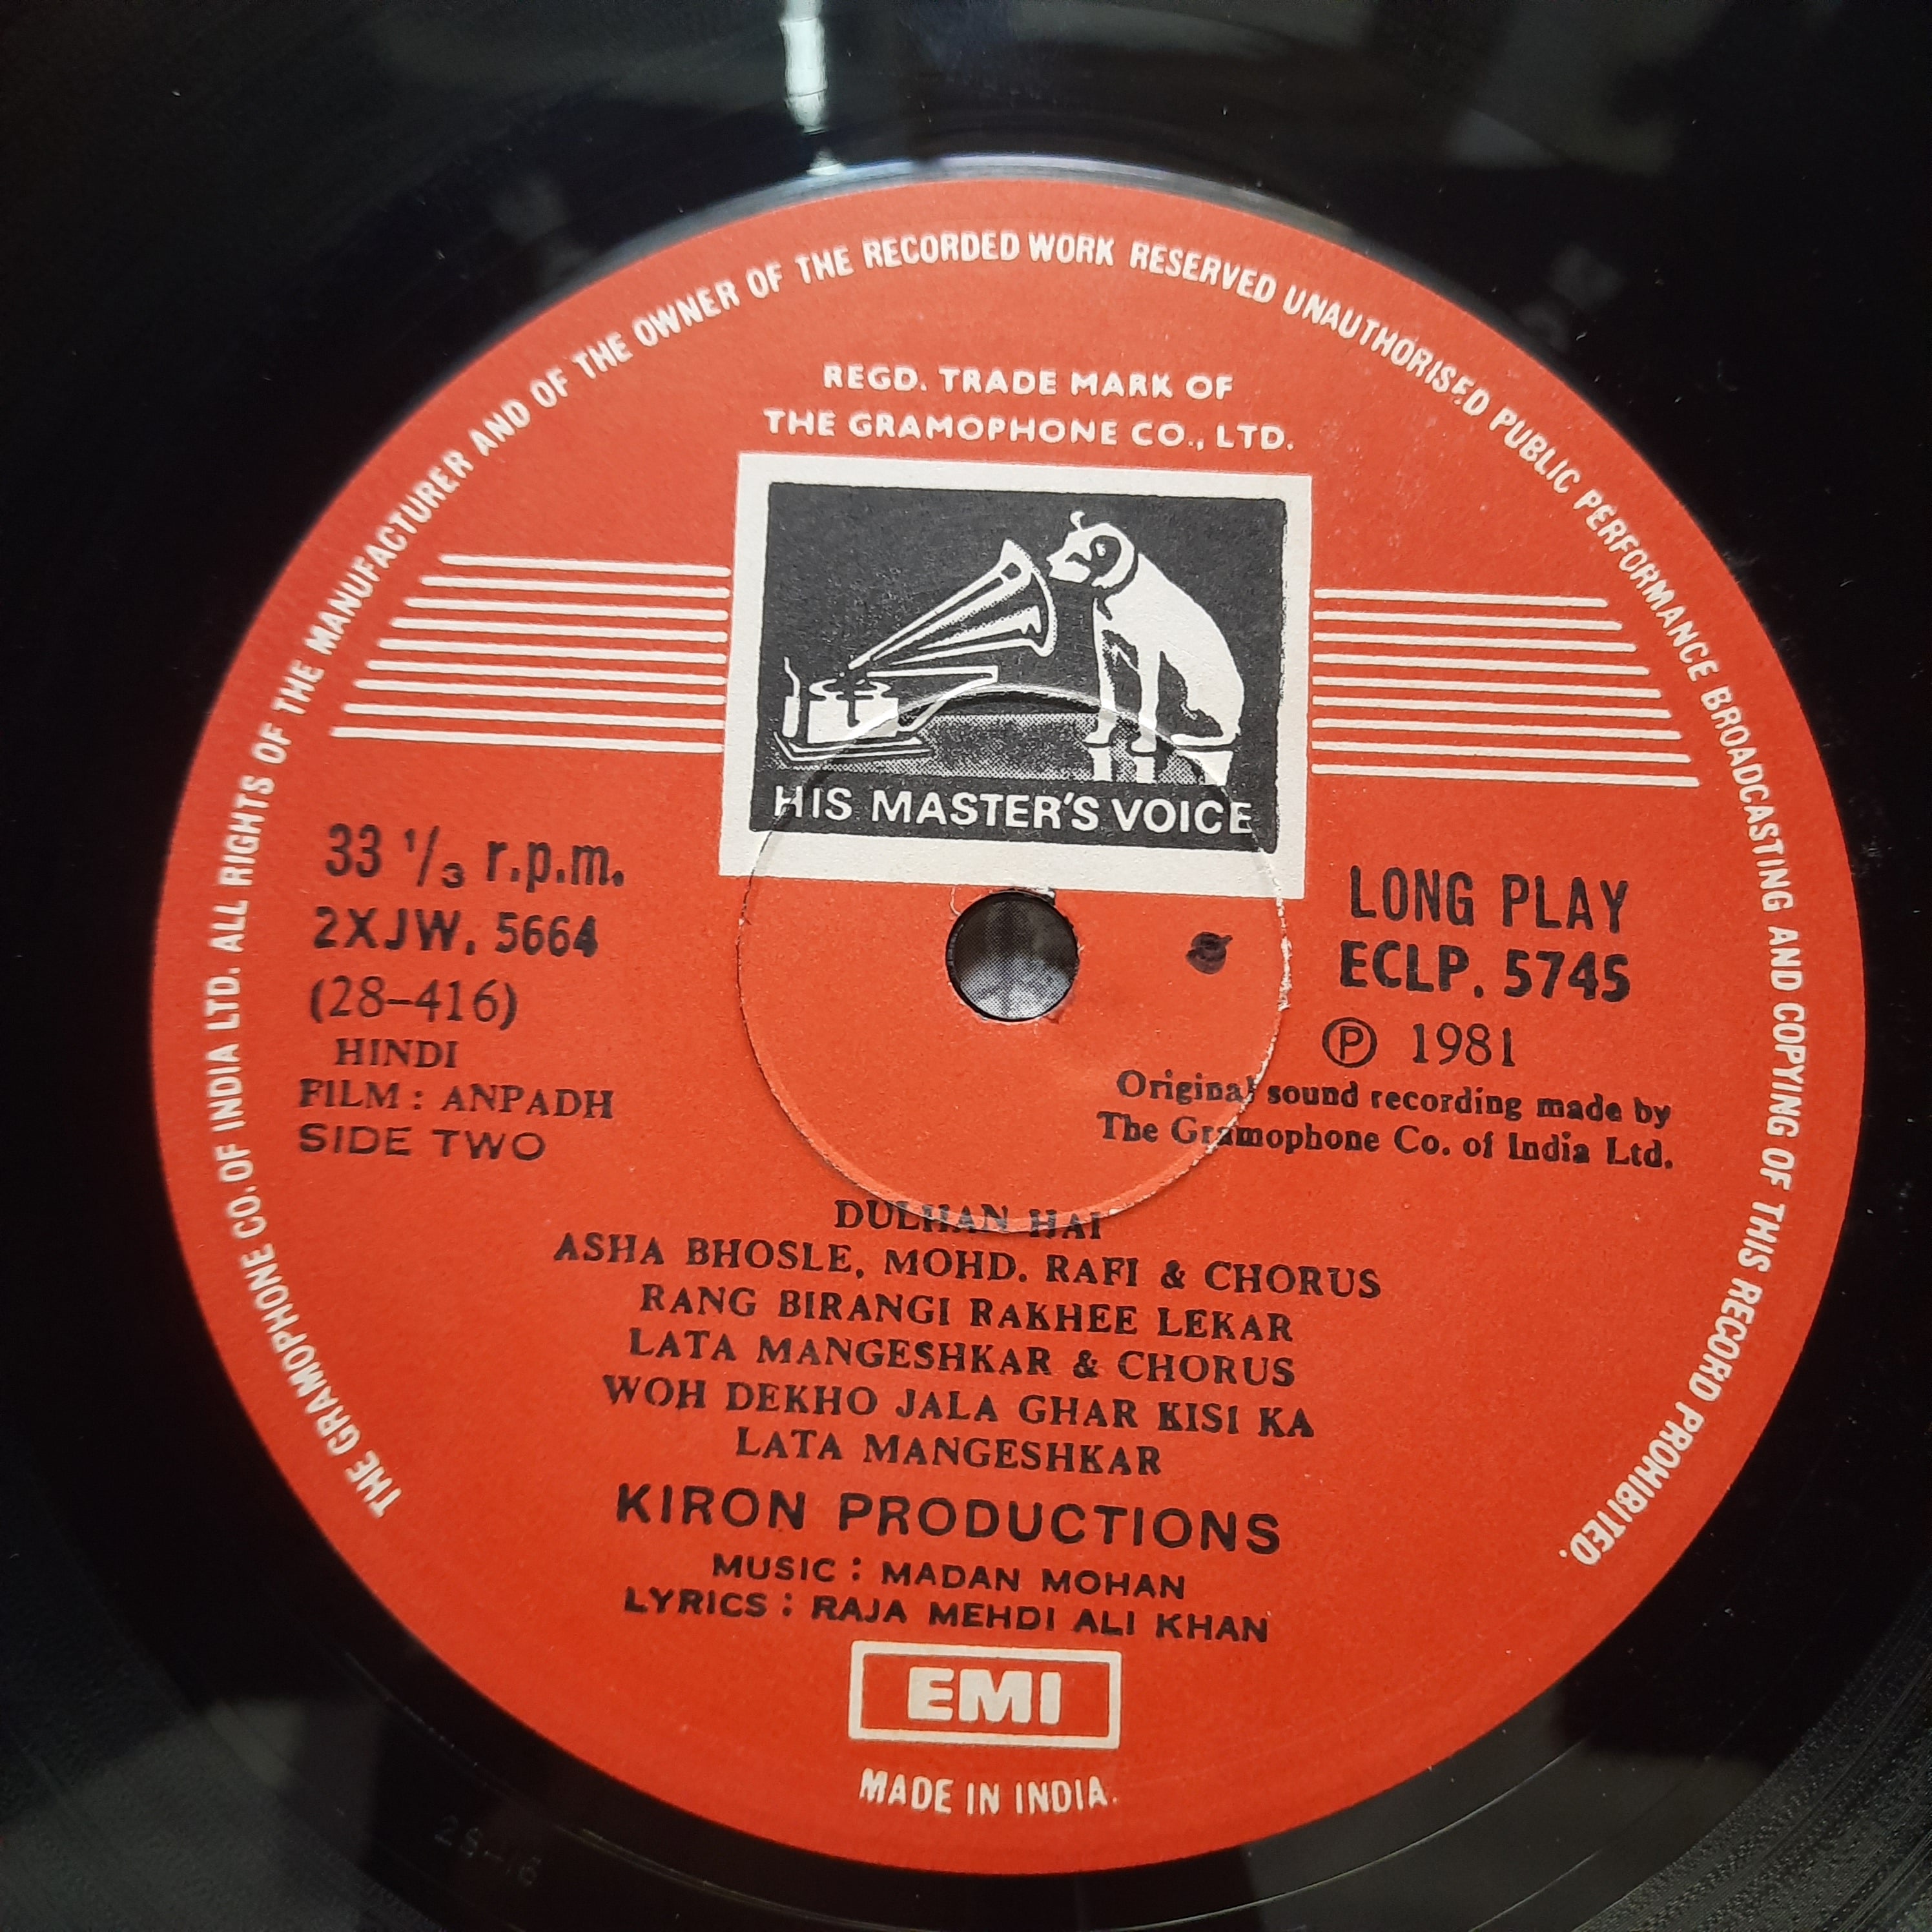 THE GRAMOPHONE CO. OF INDIA LTD. ALL RIGHTS OF THE MANUFACTURER AND OF THE OWNER OF THE RECORDED WORK RESERVED UNAUTHORISED PUBLIC PERFORMANCE BROADCASTING AND COPYING OF THIS RECORD PROHIBITED.
REGD. TRADE MARK OF
THE GRAMOPHONE CO., LTD.
HIS MASTER'S VOICE
33 1/3 r.p.m.
2XJW. 5664
(28-416)
HINDI
FILM : ANPADH
SIDE TWO
LONG PLAY
ECLP. 5745
Ⓟ 1981
Original sound recording made by
The Gramophone Co. of India Ltd.
DULHAN HAI
ASHA BHOSLE, MOHD. RAFI & CHORUS
RANG BIRANGI RAKHEE LEKAR
LATA MANGESHKAR & CHORUS
WOH DEKHO JALA GHAR KISI KA
LATA MANGESHKAR
KIRON PRODUCTIONS
MUSIC : MADAN MOHAN
LYRICS : RAJA MEHDI ALI KHAN
EMI
MADE IN INDIA.